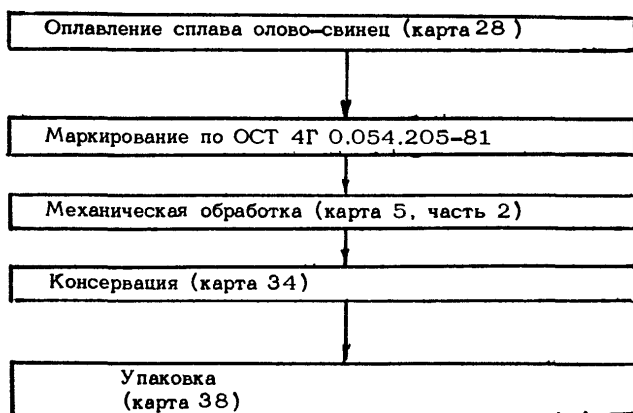 Оплавление сплава олово-свинец (карта 28 )
Маркирование по ОСТ 4Г 0.054.205-81
Механическая обработка (карта 5, часть 2)
Консервация (карта 34)
Упаковка
(карта 38)